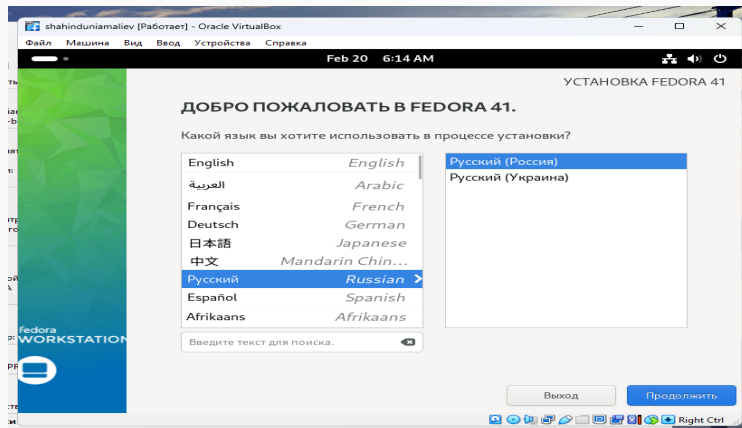 shahinduniamaliev [Работает] - Oracle VirtualBox
Файл Машина Вид Ввод Устройства Справка
Feb 20 6:14 AM
УСТАНОВКА FEDORA 41
ДОБРО ПОЖАЛОВАТЬ В FEDORA 41.
Какой язык вы хотите использовать в процессе установки?
English English
العربية Arabic
Français French
Deutsch German
日本語 Japanese
中文 Mandarin Chin...
Русский Russian
Español Spanish
Afrikaans Afrikaans
Русский (Россия)
Русский (Украина)
Введите текст для поиска.
fedora
WORKSTATION
Выход Продолжить
Right Ctrl